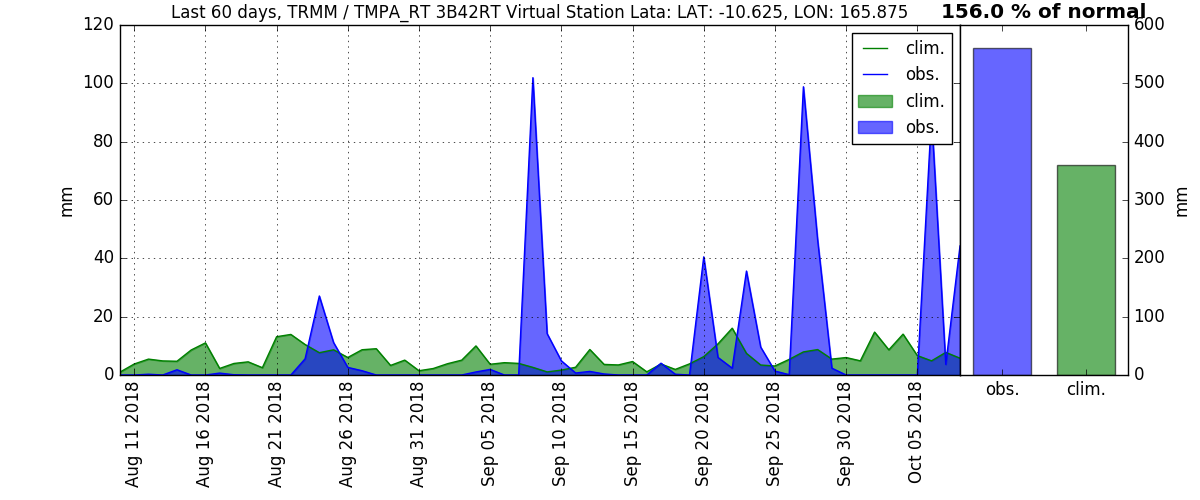 Last 60 days, TRMM / TMPA_RT 3B42RT Virtual Station Lata: LAT: -10.625, LON: 165.875
156.0 % of normal
120
100
80
60
40
20
0
mm
clim.
obs.
clim.
obs.
600
500
400
300
200
100
0
mm
obs.
clim.
Aug 11 2018
Aug 16 2018
Aug 21 2018
Aug 26 2018
Aug 31 2018
Sep 05 2018
Sep 10 2018
Sep 15 2018
Sep 20 2018
Sep 25 2018
Sep 30 2018
Oct 05 2018